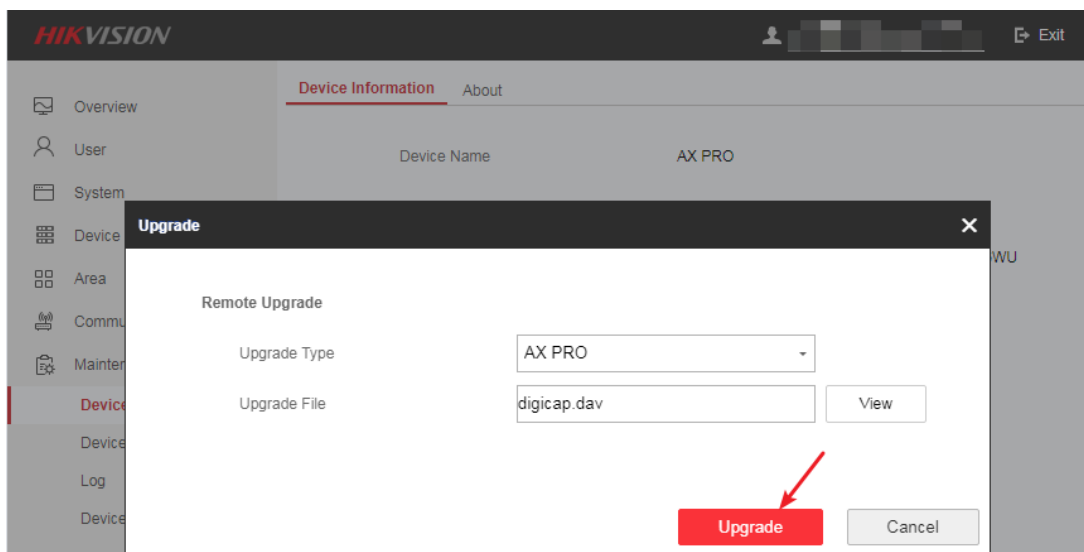 HIKVISION
Exit
Device Information About
Overview
User
Device Name AX PRO
System
Upgrade
Device
WU
Area
Remote Upgrade
Commu
Upgrade Type AX PRO
Mainter
Upgrade File digicap.dav View
Device
Device
Log
Device
Upgrade Cancel